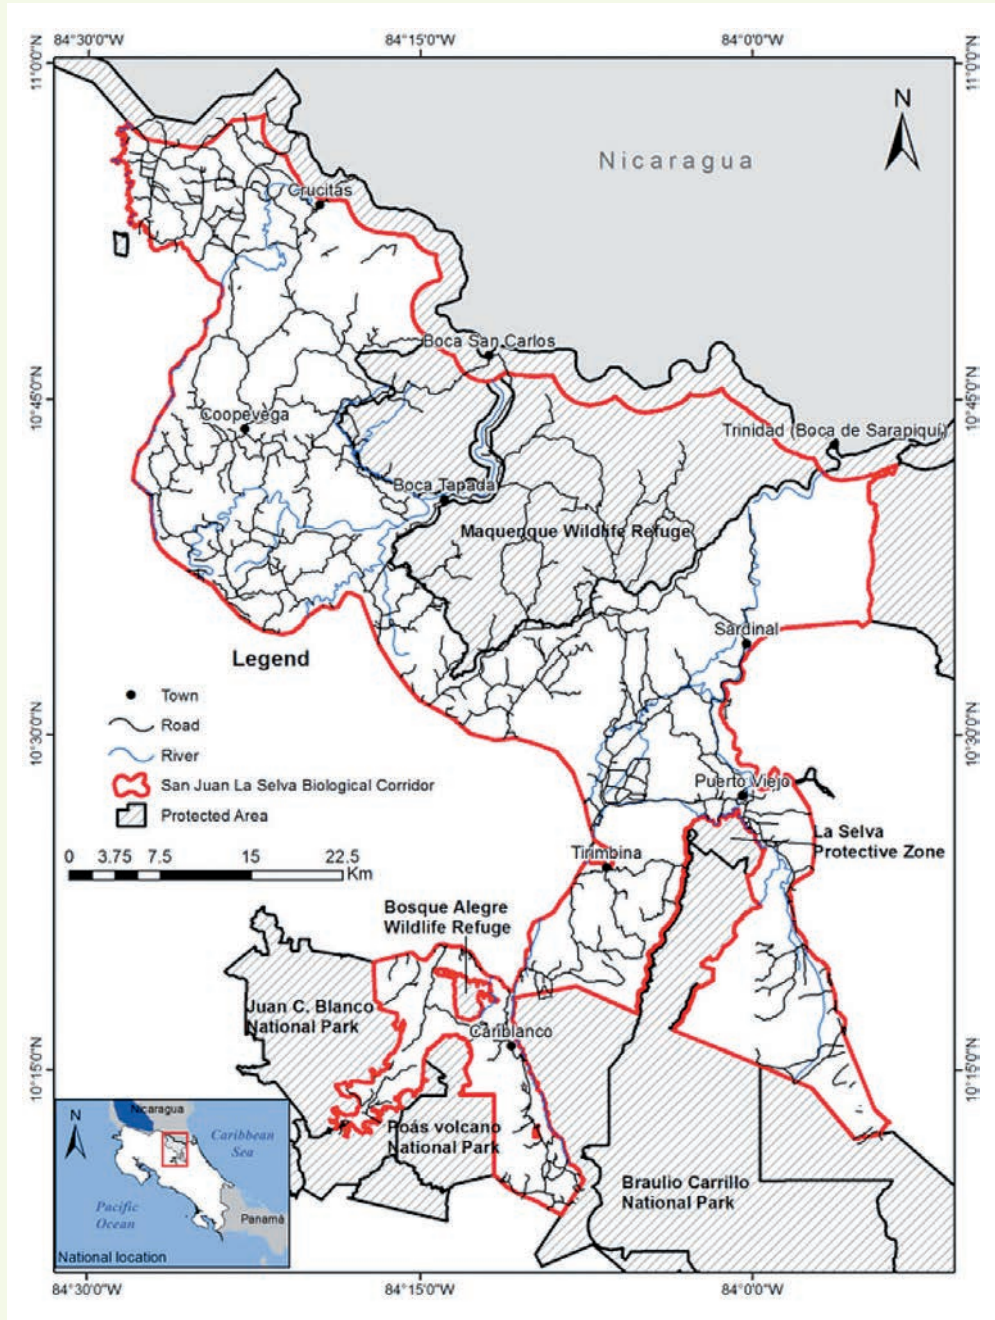 84°30'0"W 84°15'0"W 84°0'0"W
11°0'0"N 11°0'0"N
N
Nicaragua
Crucitas
Boca San Carlos
10°45'0"N 10°45'0"N
Coopevega
Trinidad (Boca de Sarapiquí)
Boca Tapada
Maquenque Wildlife Refuge
Sardinal
Legend
Town
Road
River
San Juan La Selva Biological Corridor
Protected Area
0 3.75 7.5 15 22.5
Km
10°30'0"N 10°30'0"N
Puerto Viejo
La Selva
Protective Zone
Tirimbina
Bosque Alegre
Wildlife Refuge
Juan C. Blanco
National Park
Cariblanco
10°15'0"N 10°15'0"N
Poás volcano
National Park
Braulio Carrillo
National Park
N
Nicaragua
Caribbean
Sea
Pacific
Ocean
Panamá
National location
84°30'0"W 84°15'0"W 84°0'0"W